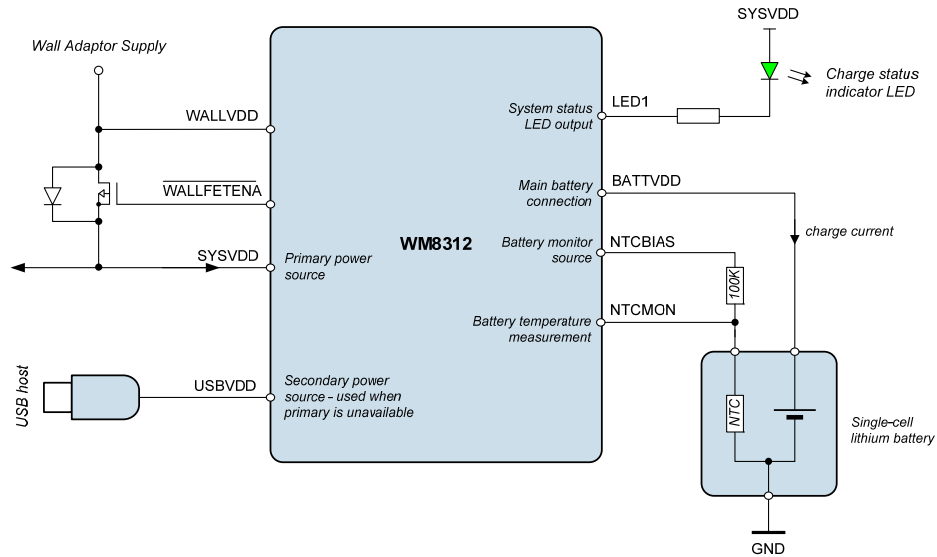 SYSVDD
Wall Adaptor Supply
Charge status
indicator LED
System status
LED output
LED1
WALLVDD
WALLFETENA
Main battery
connection
BATTVDD
charge current
WM8312
Battery monitor
source
NTCBIAS
SYSVDD
Primary power
source
100K
Battery temperature
measurement
NTCMON
USB host
USBVDD
Secondary power
source - used when
primary is unavailable
NTC
Single-cell
lithium battery
GND